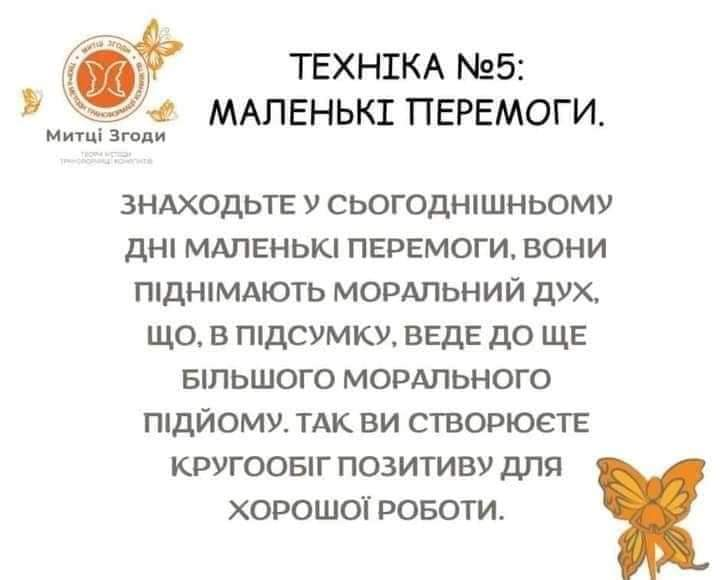 ТЕХНІКА №5:
МАЛЕНЬКІ ПЕРЕМОГИ.
Митці Згоди
ЗНАХОДЬТЕ У СЬОГОДНІШНЬОМУ
ДНІ МАЛЕНЬКІ ПЕРЕМОГИ, ВОНИ
ПІДНІМАЮТЬ МОРАЛЬНИЙ ДУХ,
ЩО, В ПІДСУМКУ, ВЕДЕ ДО ЩЕ
БІЛЬШОГО МОРАЛЬНОГО
ПІДЙОМУ. ТАК ВИ СТВОРЮЄТЕ
КРУГООБІГ ПОЗИТИВУ ДЛЯ
ХОРОШОЇ РОБОТИ.